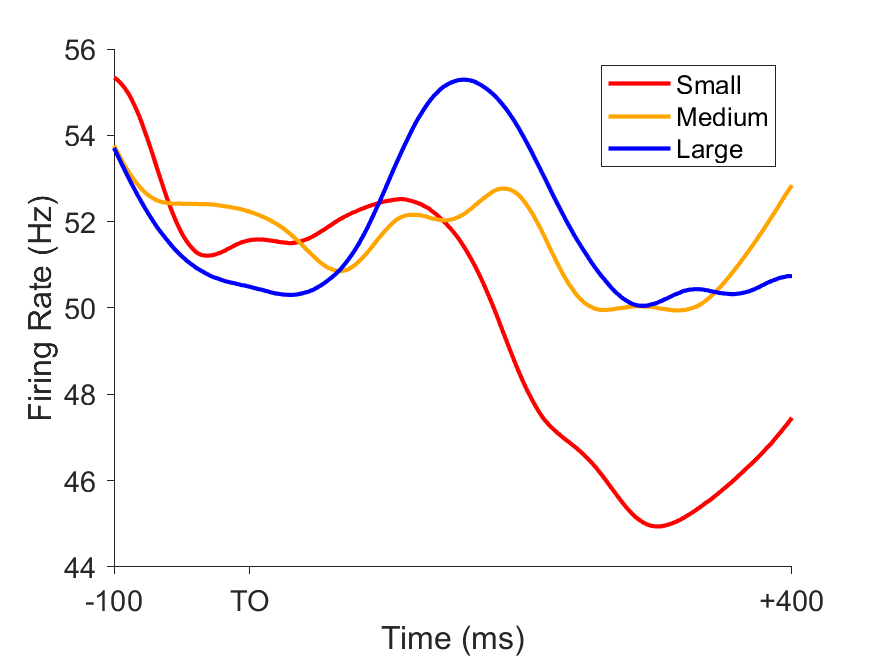 56
54
52
50
48
46
44
Firing Rate (Hz)
Small
Medium
Large
-100
TO
+400
Time (ms)